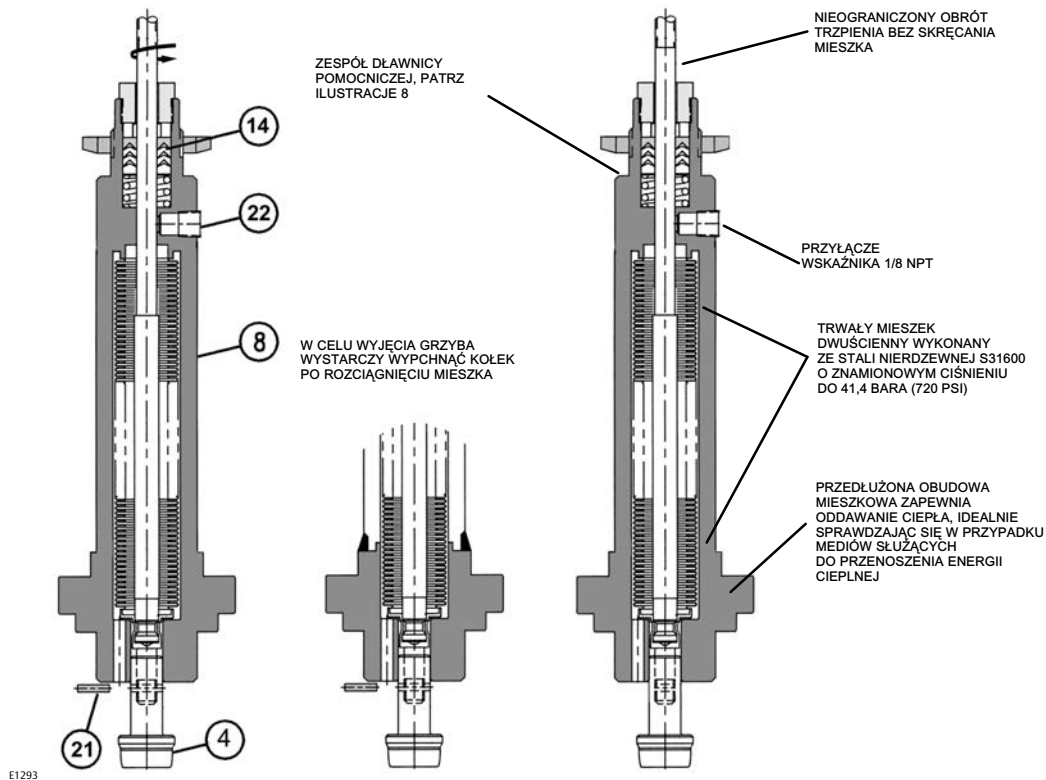 NIEOGRANICZONY OBRÓT
TRZPIENIA BEZ SKRĘCANIA
MIESZKA
ZESPÓŁ DŁAWNICY
POMOCNICZEJ, PATRZ
ILUSTRACJE 8
14
22
PRZYŁĄCZE
WSKAŹNIKA 1/8 NPT
8
W CELU WYJĘCIA GRZYBA
WYSTARCZY WYPCHNĄĆ KOŁEK
PO ROZCIĄGNIĘCIU MIESZKA
TRWAŁY MIESZEK
DWUŚCIENNY WYKONANY
ZE STALI NIERDZEWNEJ S31600
O ZNAMIONOWYM CIŚNIENIU
DO 41,4 BARA (720 PSI)
PRZEDŁUŻONA OBUDOWA
MIESZKOWA ZAPEWNIA
ODDAWANIE CIEPŁA, IDEALNIE
SPRAWDZAJĄC SIĘ W PRZYPADKU
MEDIÓW SŁUŻĄCYCH
DO PRZENOSZENIA ENERGII
CIEPLNEJ
21
4
E1293